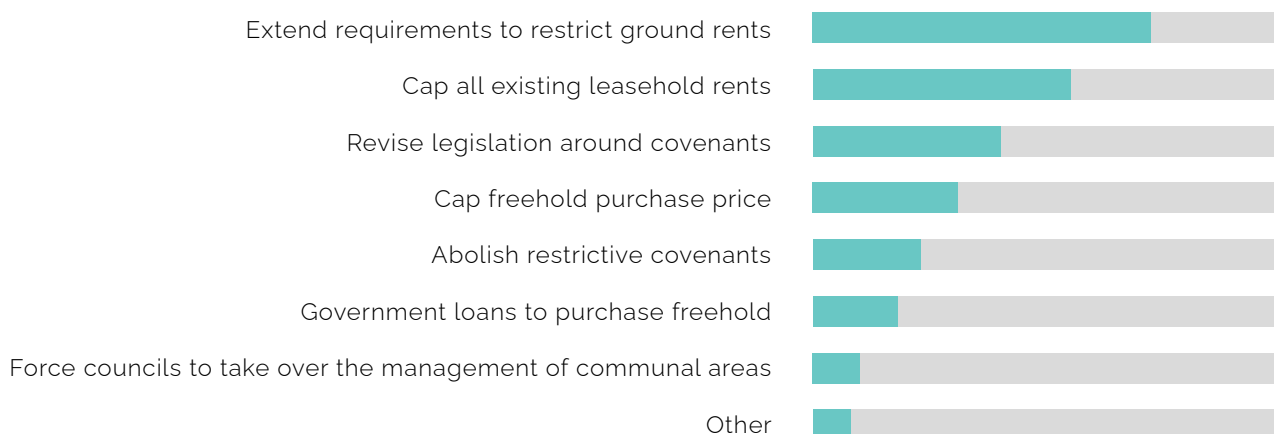 Extend requirements to restrict ground rents
Cap all existing leasehold rents
Revise legislation around covenants
Cap freehold purchase price
Abolish restrictive covenants
Government loans to purchase freehold
Force councils to take over the management of communal areas
Other